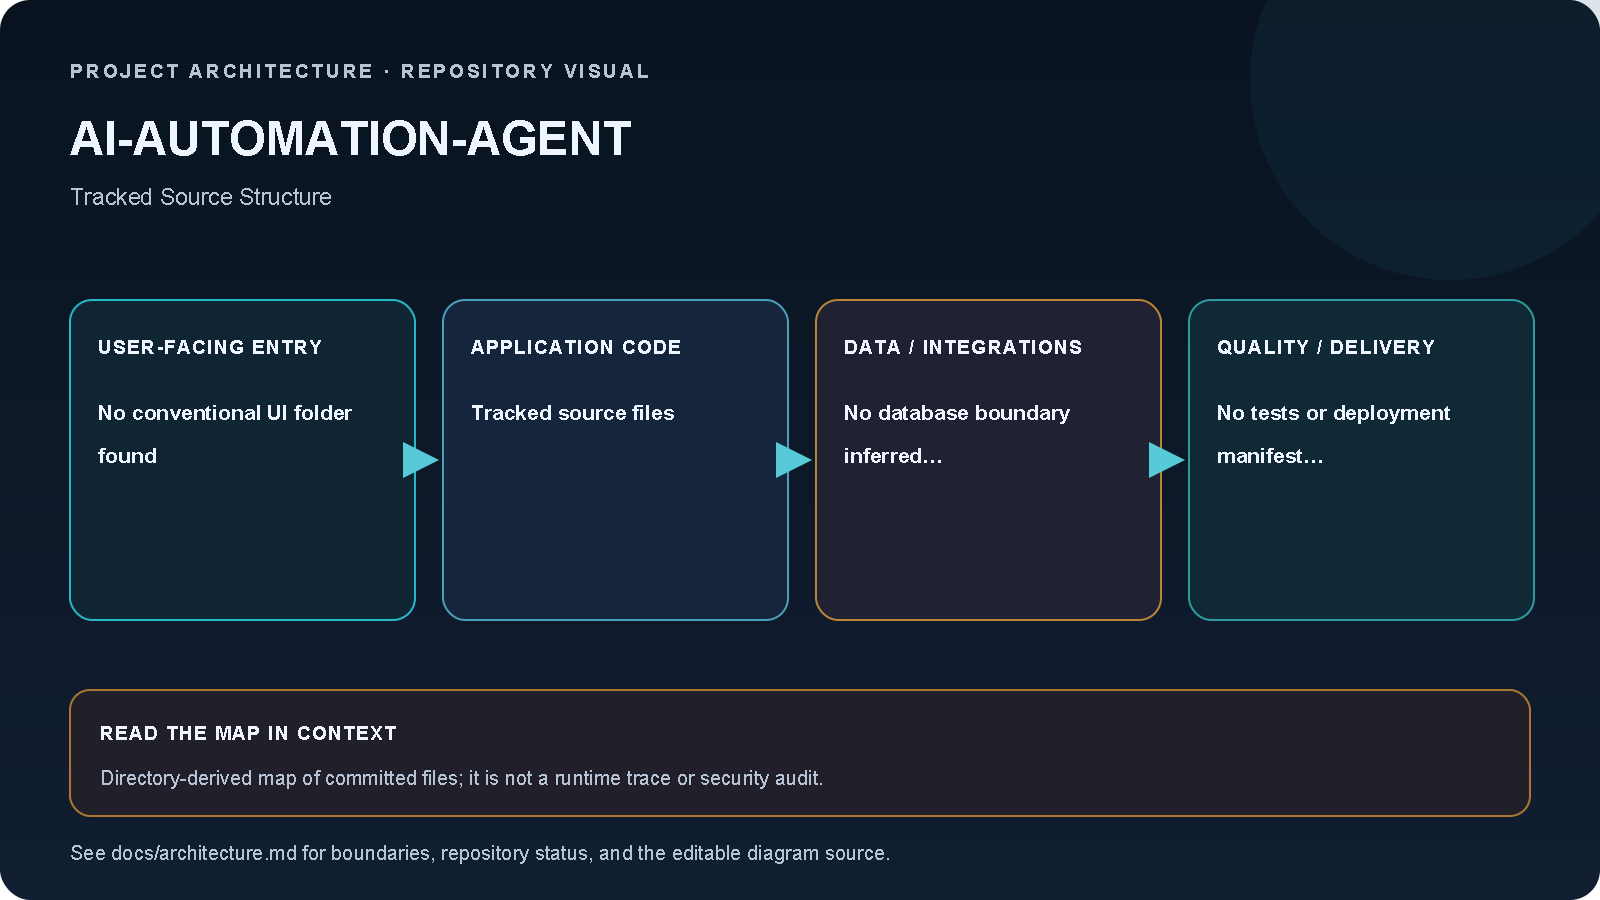 PROJECT ARCHITECTURE · REPOSITORY VISUAL
AI-AUTOMATION-AGENT
Tracked Source Structure
USER-FACING ENTRY
No conventional UI folder
found
APPLICATION CODE
Tracked source files
DATA / INTEGRATIONS
No database boundary
inferred…
QUALITY / DELIVERY
No tests or deployment
manifest…
READ THE MAP IN CONTEXT
Directory-derived map of committed files; it is not a runtime trace or security audit.
See docs/architecture.md for boundaries, repository status, and the editable diagram source.